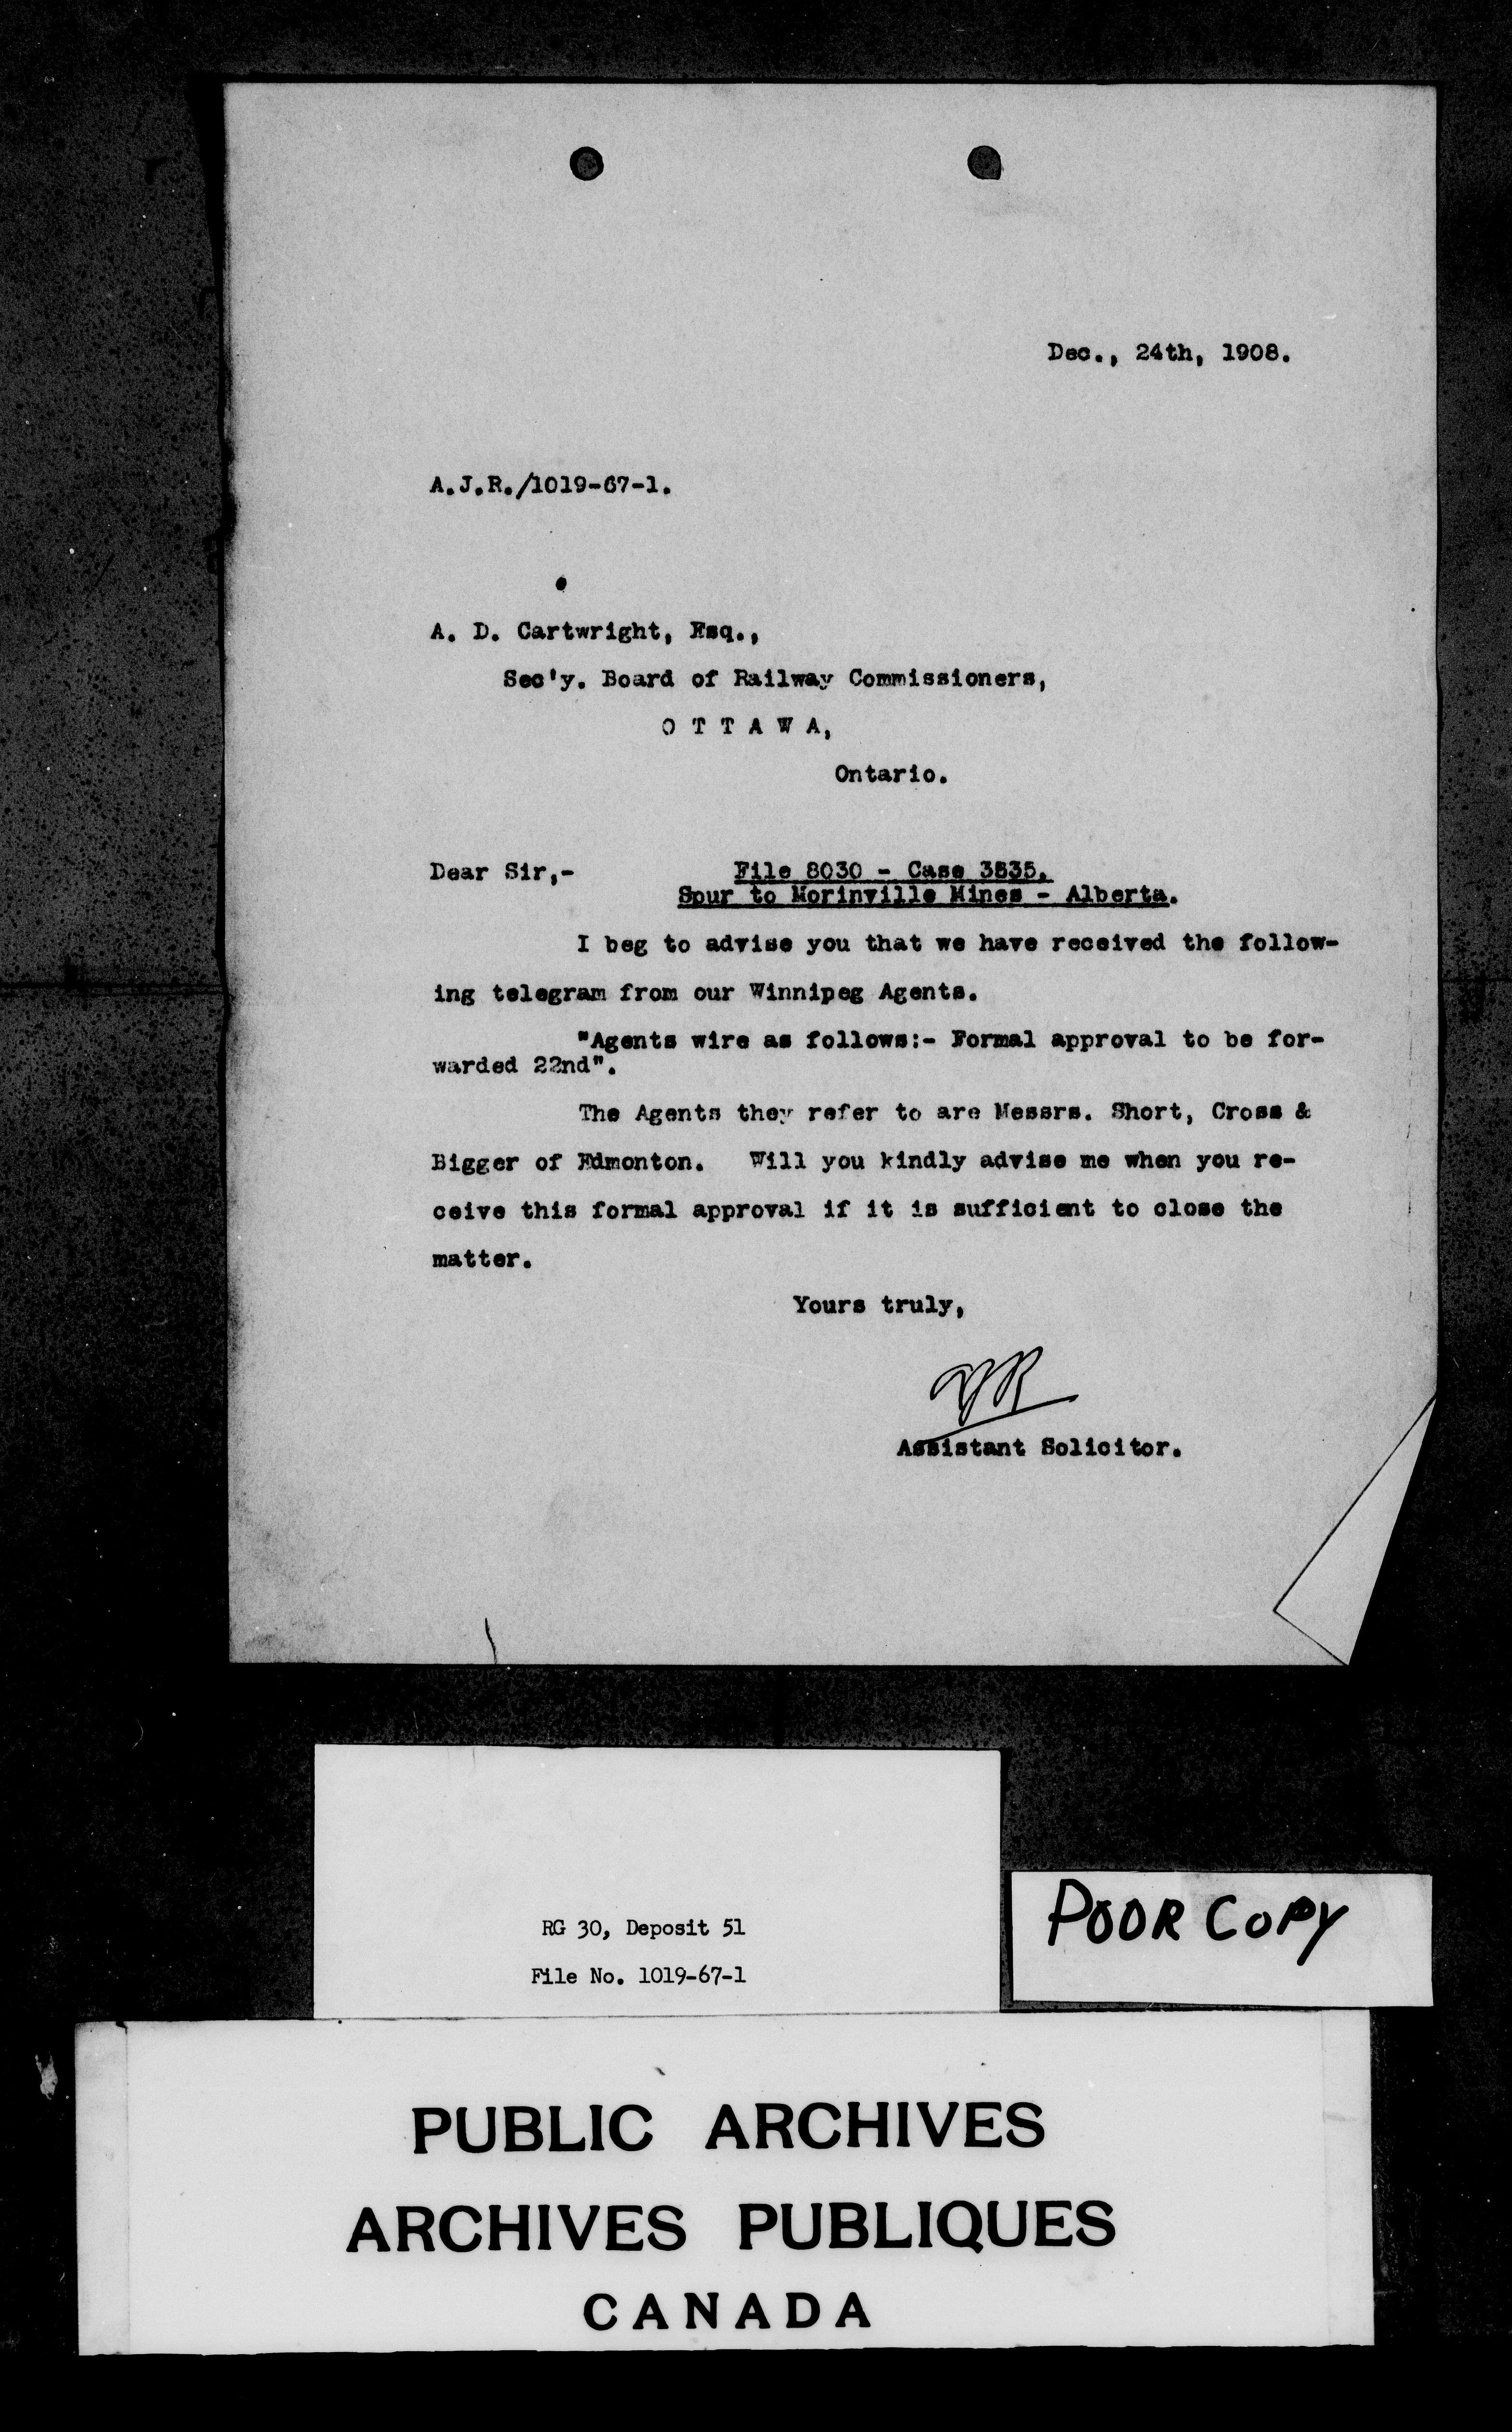 Dec., 24th, 1908.
A.J.R./1019-67-1.
A. D. Cartwright, Esq.,
Sec'y. Board of Railway Commissioners,
O T T A W A,
Ontario.
Dear Sir,- File 8030 - Case 3835.
Spur to Morinville Mines - Alberta.
I beg to advise you that we have received the follow-
ing telegram from our Winnipeg Agents.
"Agents wire as follows:- Formal approval to be for-
warded 22nd".
The Agents they refer to are Messrs. Short, Cross &
Bigger of Edmonton. Will you kindly advise me when you re-
ceive this formal approval if it is sufficient to close the
matter.
Yours truly,
Assistant Solicitor.
RG 30, Deposit 51
File No. 1019-67-1
POOR COPY
PUBLIC ARCHIVES
ARCHIVES PUBLIQUES
CANADA